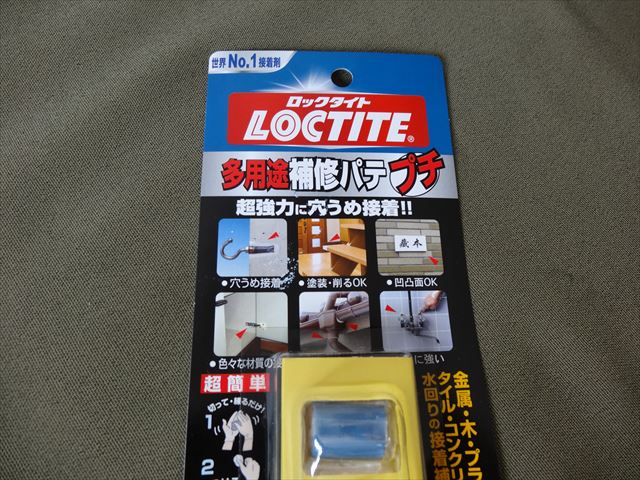 世界No.1接着剤
ロックタイト
LOCTITE®
多用途補修パテプチ
超強力に穴うめ接着!!
蔵本
●穴うめ接着
●塗装・削るOK
●凹凸面OK
●色々な材質の
に強い
超簡単
切って・練るだけ!
1
2
金属・木・プラ
タイル・コンクリ
水回りの接着補